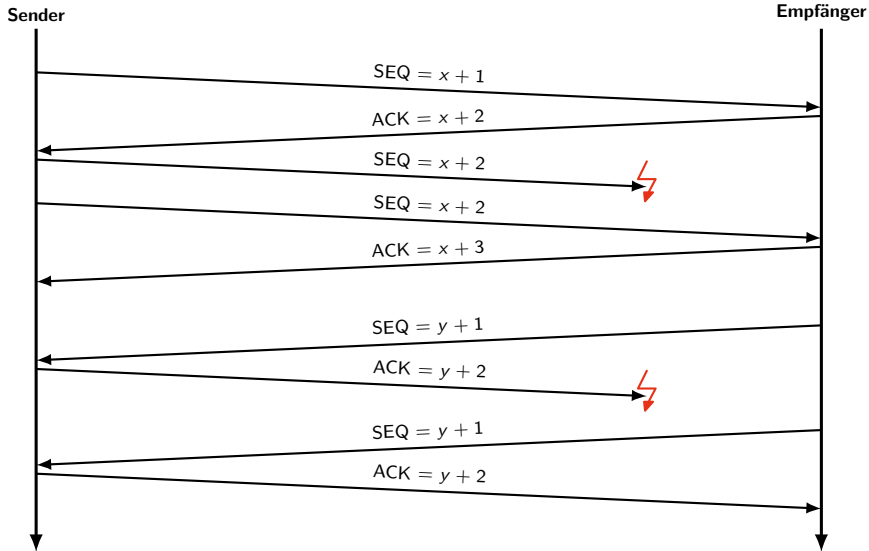 Sender
Empfänger
SEQ = x + 1
ACK = x + 2
SEQ = x + 2
SEQ = x + 2
ACK = x + 3
SEQ = y + 1
ACK = y + 2
SEQ = y + 1
ACK = y + 2